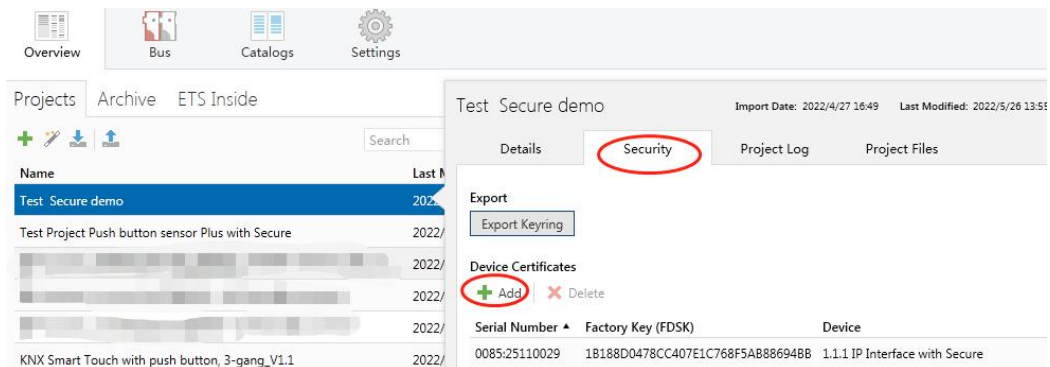 Overview Bus Catalogs Settings
Projects Archive ETS Inside
Search
Name Last M
Test Secure demo 202
Test Project Push button sensor Plus with Secure 2022/
2022/
2022/
2022/
KNX Smart Touch with push button, 3-gang_V1.1 2022/
Test Secure demo Import Date: 2022/4/27 16:49 Last Modified: 2022/5/26 13:55
Details Security Project Log Project Files
Export
Export Keyring
Device Certificates
Add Delete
Serial Number Factory Key (FDSK) Device
0085:25110029 1B188D0478CC407E1C768F5AB88694BB 1.1.1 IP Interface with Secure